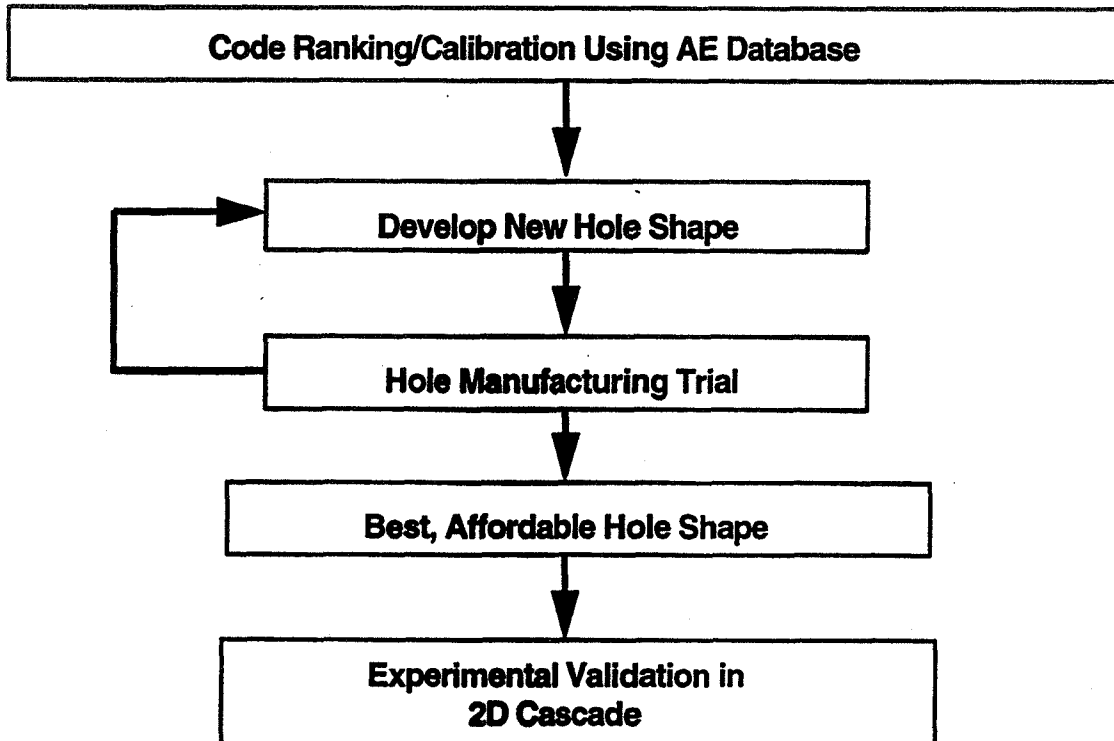 Code Ranking/Calibration Using AE Database
Develop New Hole Shape
Hole Manufacturing Trial
Best, Affordable Hole Shape
Experimental Validation in
2D Cascade